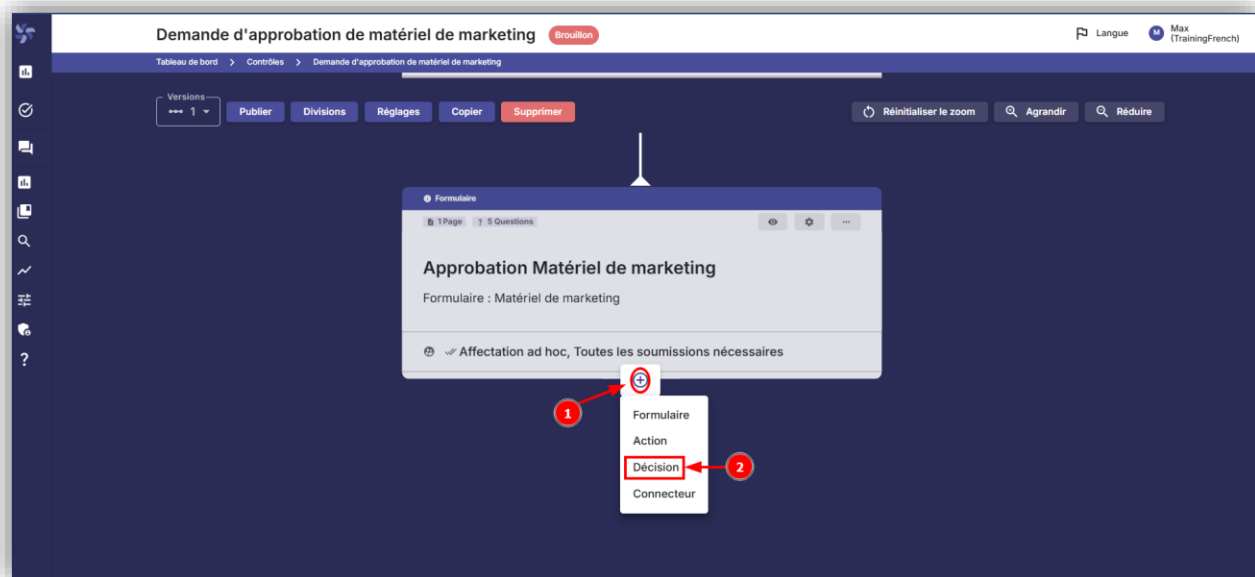 Demande d'approbation de matériel de marketing Brouillon
Langue
M Max
(TrainingFrench)
Tableau de bord > Contrôles > Demande d'approbation de matériel de marketing
Versions
1
Publier Divisions Réglages Copier Supprimer
Réinitialiser le zoom Agrandir Réduire
Formulaire
1 Page ? 5 Questions
...
Approbation Matériel de marketing
Formulaire : Matériel de marketing
Affectation ad hoc, Toutes les soumissions nécessaires
1
Formulaire
Action
Décision 2
Connecteur
?